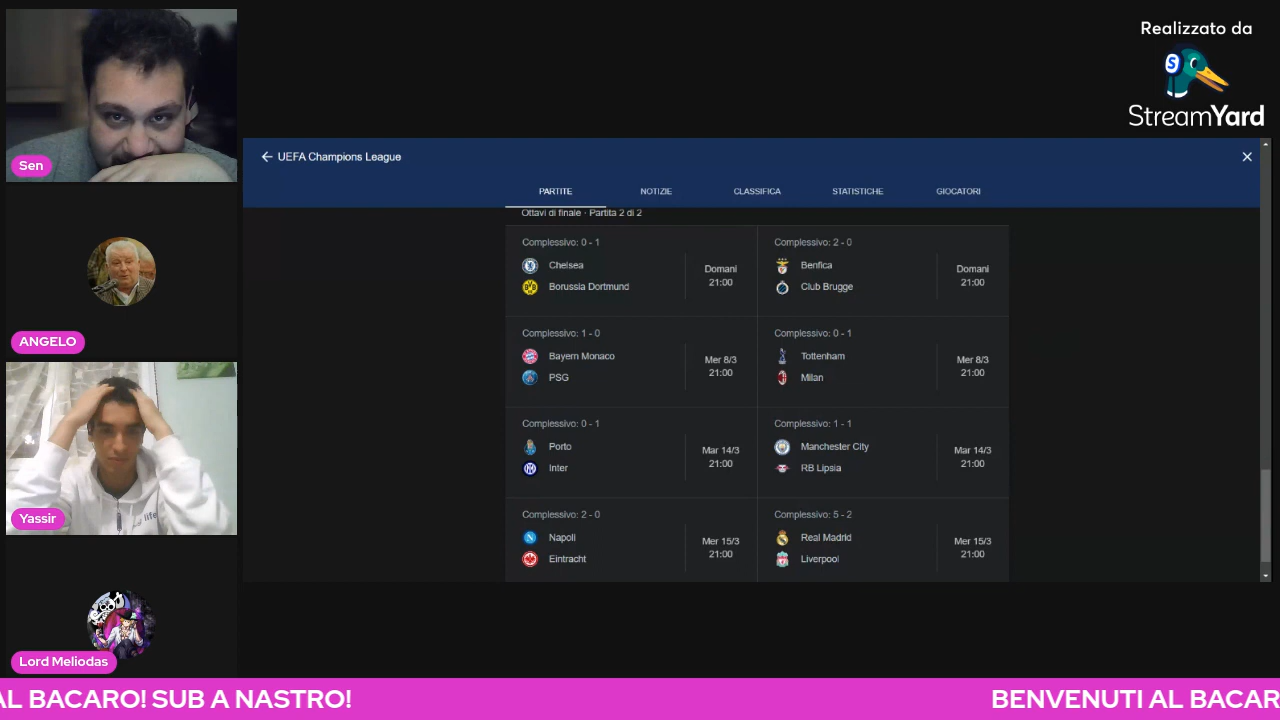 Realizzato da
StreamYard
Sen
ANGELO
Yassir
life
Lord Meliodas
UEFA Champions League
PARTITE
NOTIZIE
CLASSIFICA
STATISTICHE
GIOCATORI
Ottavi di finale · Partita 2 di 2
Complessivo: 0 - 1
Chelsea
Borussia Dortmund
Domani
21:00
Complessivo: 2 - 0
Benfica
Club Brugge
Domani
21:00
Complessivo: 1 - 0
Bayern Monaco
PSG
Mer 8/3
21:00
Complessivo: 0 - 1
Tottenham
Milan
Mer 8/3
21:00
Complessivo: 0 - 1
Porto
Inter
Mar 14/3
21:00
Complessivo: 1 - 1
Manchester City
RB Lipsia
Mar 14/3
21:00
Complessivo: 2 - 0
Napoli
Eintracht
Mer 15/3
21:00
Complessivo: 5 - 2
Real Madrid
Liverpool
Mer 15/3
21:00
AL BACARO! SUB A NASTRO!
BENVENUTI AL BACAR